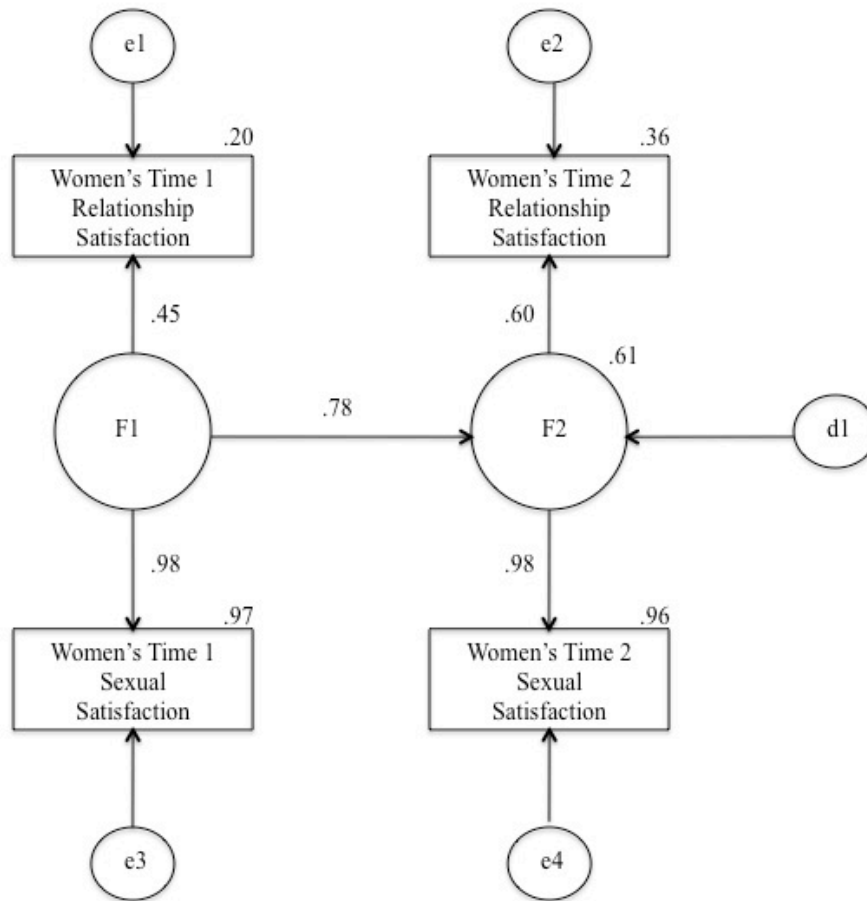 e1
e2
.20
.36
Women's Time 1
Relationship
Satisfaction
Women's Time 2
Relationship
Satisfaction
.45
.60
.61
F1
.78
F2
d1
.98
.98
.97
.96
Women's Time 1
Sexual
Satisfaction
Women's Time 2
Sexual
Satisfaction
e3
e4